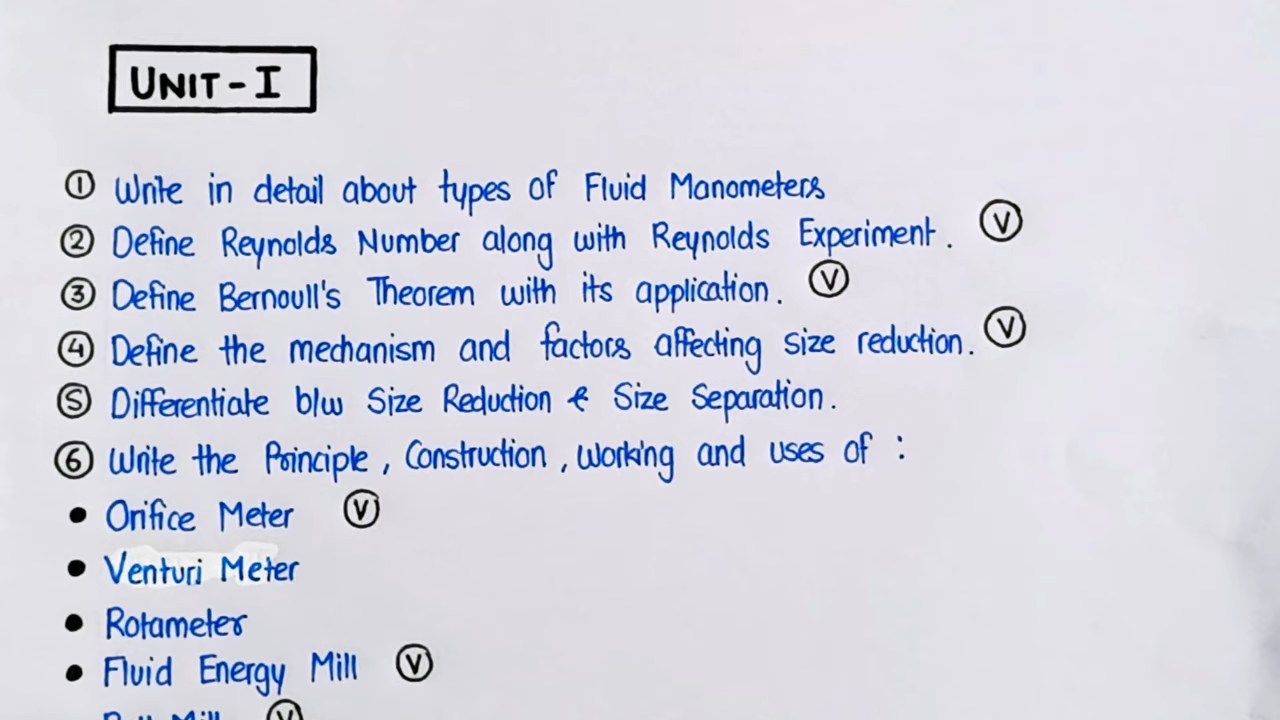 UNIT-I
① Write in detail about types of Fluid Manometers
② Define Reynolds Number along with Reynolds Experiment. Ⓥ
③ Define Bernoull's Theorem with its application. Ⓥ
④ Define the mechanism and factors affecting size reduction. Ⓥ
⑤ Differentiate b/w Size Reduction & Size Separation.
⑥ Write the Principle, Construction, Working and uses of :
• Orifice Meter Ⓥ
• Venturi Meter
• Rotameter
• Fluid Energy Mill Ⓥ
Ball Mill Ⓥ